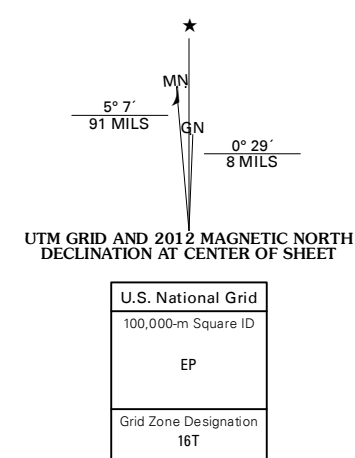 ★
MN
5° 7´
91 MILS
GN
0° 29´
8 MILS
UTM GRID AND 2012 MAGNETIC NORTH
DECLINATION AT CENTER OF SHEET
U.S. National Grid
100,000-m Square ID
EP
Grid Zone Designation
16T